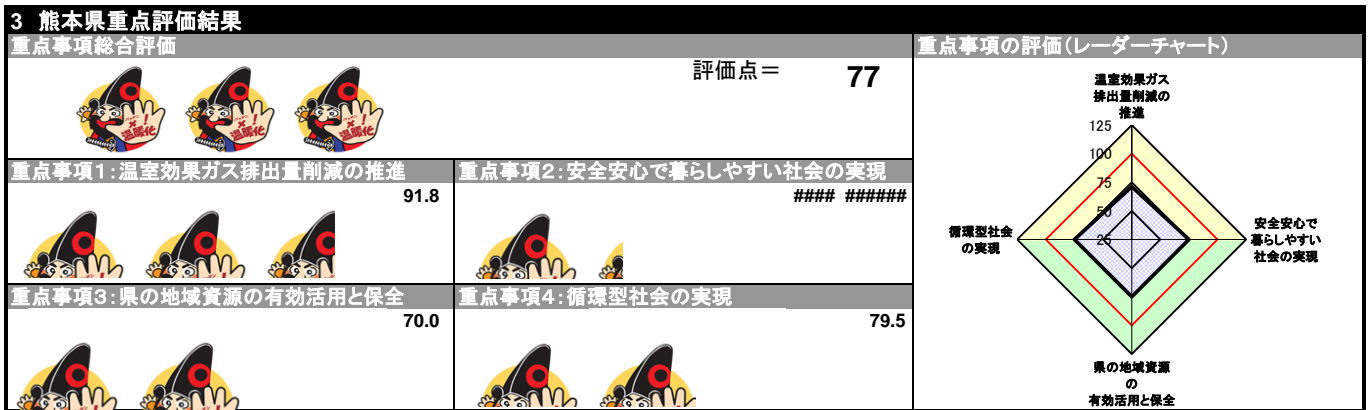 3 熊本県重点評価結果
重点事項総合評価
評価点＝ 77
重点事項1：温室効果ガス排出量削減の推進
91.8
重点事項2：安全安心で暮らしやすい社会の実現
#### ######
重点事項3：県の地域資源の有効活用と保全
70.0
重点事項4：循環型社会の実現
79.5
重点事項の評価（レーダーチャート）
温室効果ガス
排出量削減の
推進
125
100
75
50
25
循環型社会
の実現
安全安心で
暮らしやすい
社会の実現
県の地域資源
の
有効活用と保全
×！
温暖化
×！
温暖化
×！
温暖化